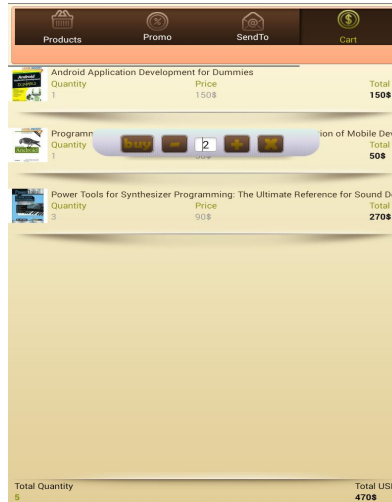 Products Promo SendTo Cart
Android Application Development for Dummies
Quantity Price Total
1 150$ 150$
Programm ion of Mobile Dev
Quantity Total
1 50$
buy - 2 + x
Power Tools for Synthesizer Programming: The Ultimate Reference for Sound D
Quantity Price Total
3 90$ 270$
Total Quantity Total US
5 470$